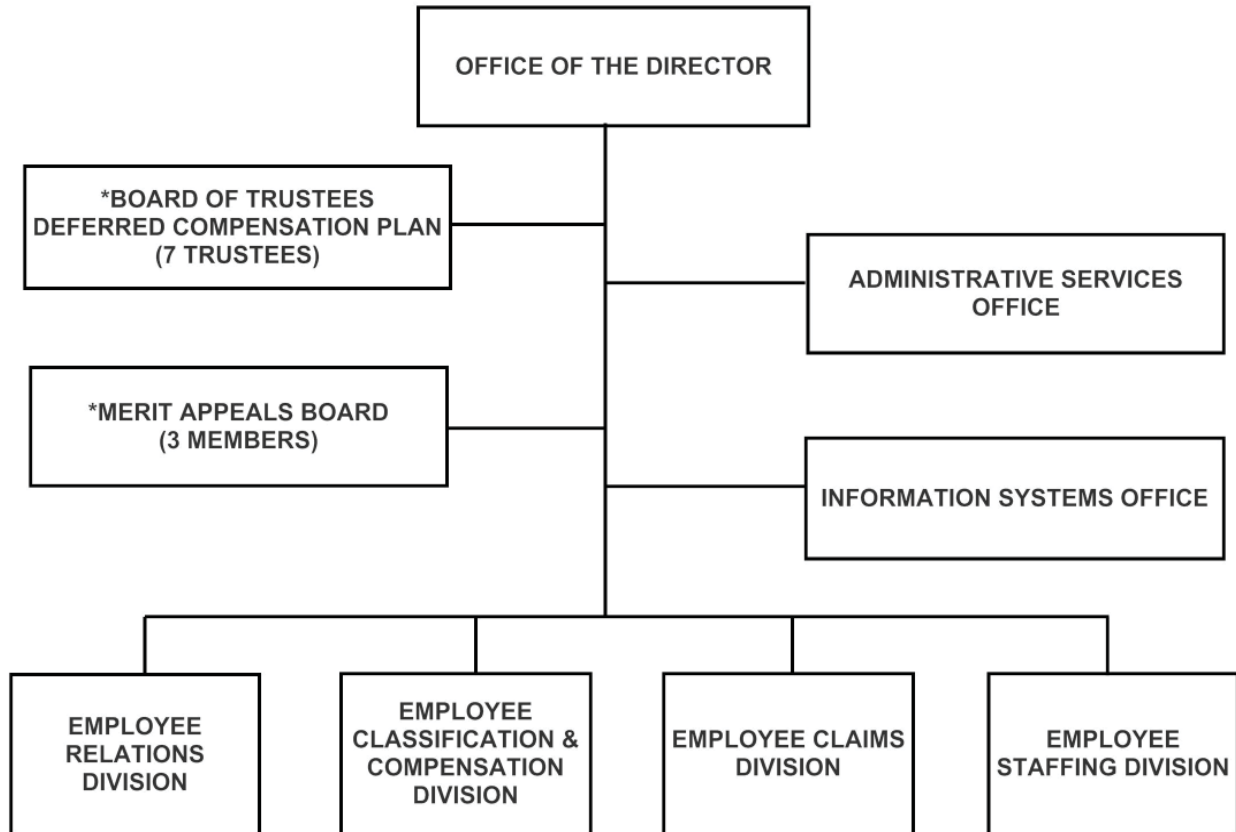 OFFICE OF THE DIRECTOR
*BOARD OF TRUSTEES
DEFERRED COMPENSATION PLAN
(7 TRUSTEES)
ADMINISTRATIVE SERVICES
OFFICE
*MERIT APPEALS BOARD
(3 MEMBERS)
INFORMATION SYSTEMS OFFICE
EMPLOYEE
RELATIONS
DIVISION
EMPLOYEE
CLASSIFICATION &
COMPENSATION
DIVISION
EMPLOYEE CLAIMS
DIVISION
EMPLOYEE
STAFFING DIVISION